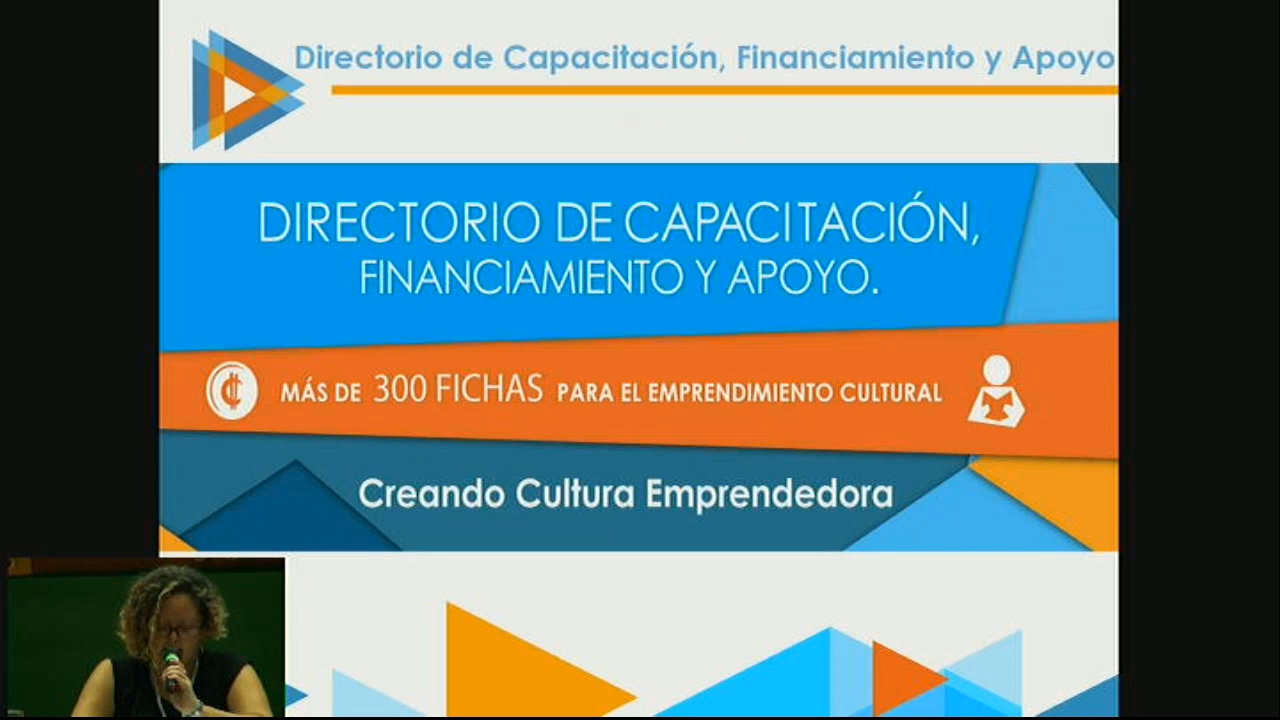 Directorio de Capacitación, Financiamiento y Apoyo
DIRECTORIO DE CAPACITACIÓN,
FINANCIAMIENTO Y APOYO.
MÁS DE 300 FICHAS PARA EL EMPRENDIMIENTO CULTURAL
Creando Cultura Emprendedora